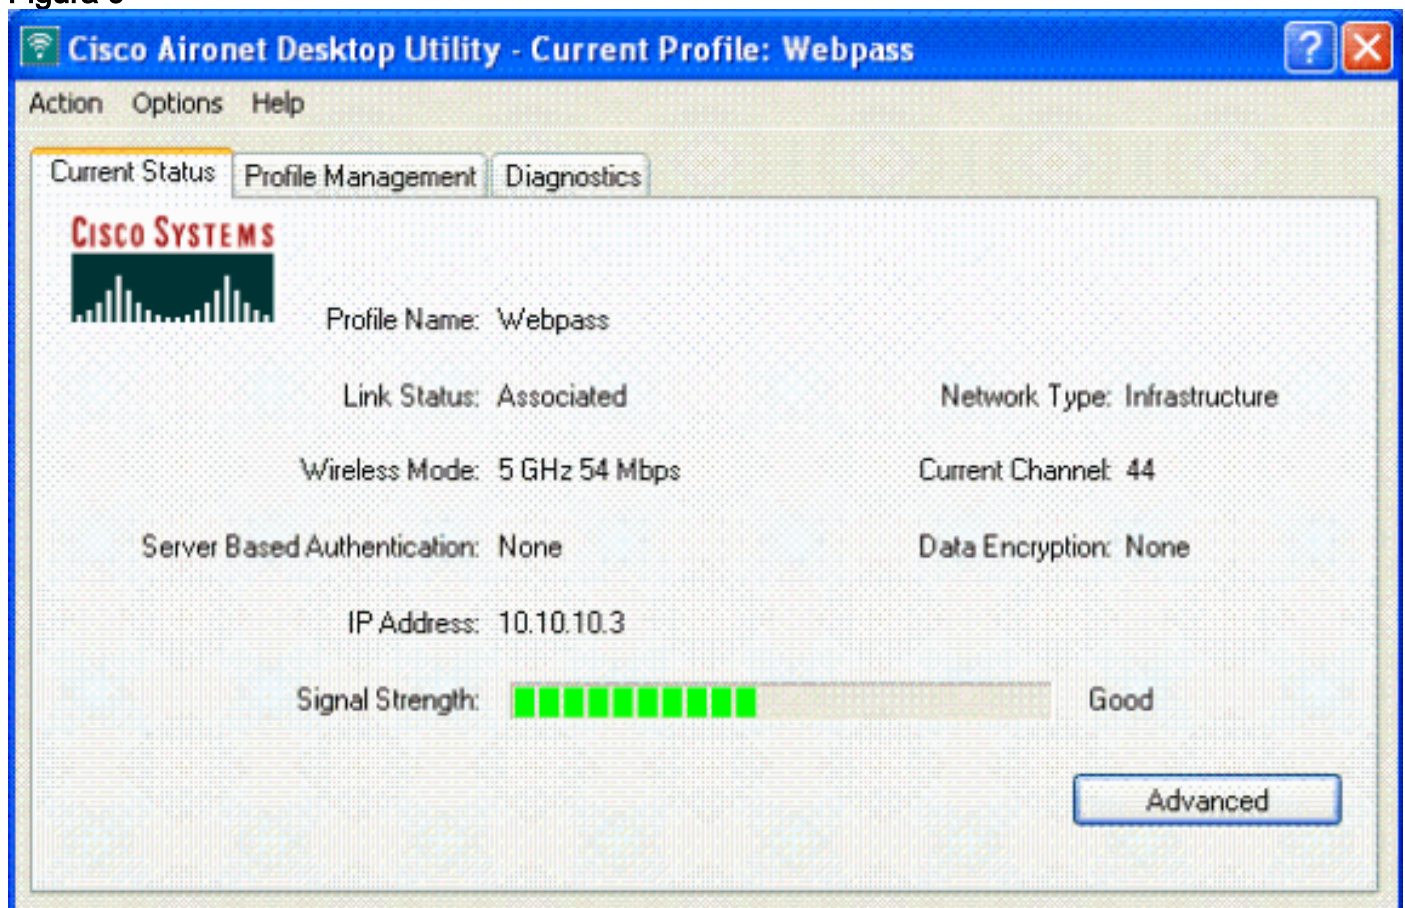 Cisco Aironet Desktop Utility - Current Profile: Webpass
?
Action Options Help
Current Status Profile Management Diagnostics
CISCO SYSTEMS
Profile Name: Webpass
Link Status: Associated Network Type: Infrastructure
Wireless Mode: 5 GHz 54 Mbps Current Channel: 44
Server Based Authentication: None Data Encryption: None
IP Address: 10.10.10.3
Signal Strength: Good
Advanced